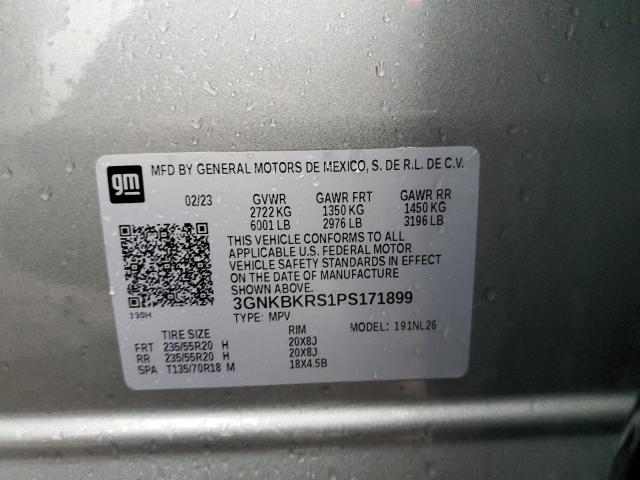 gm
MFD BY GENERAL MOTORS DE MEXICO, S. DE R.L. DE C.V.
02/23 GVWR GAWR FRT GAWR RR
2722 KG 1350 KG 1450 KG
6001 LB 2976 LB 3196 LB
THIS VEHICLE CONFORMS TO ALL
APPLICABLE U.S. FEDERAL MOTOR
VEHICLE SAFETY STANDARDS IN EFFECT
ON THE DATE OF MANUFACTURE
SHOWN ABOVE.
3GNKBKRS1PS171899
130H TYPE: MPV MODEL: 191NL26
TIRE SIZE RIM
FRT 235/55R20 H 20X8J
RR 235/55R20 H 20X8J
SPA T135/70R18 M 18X4.5B